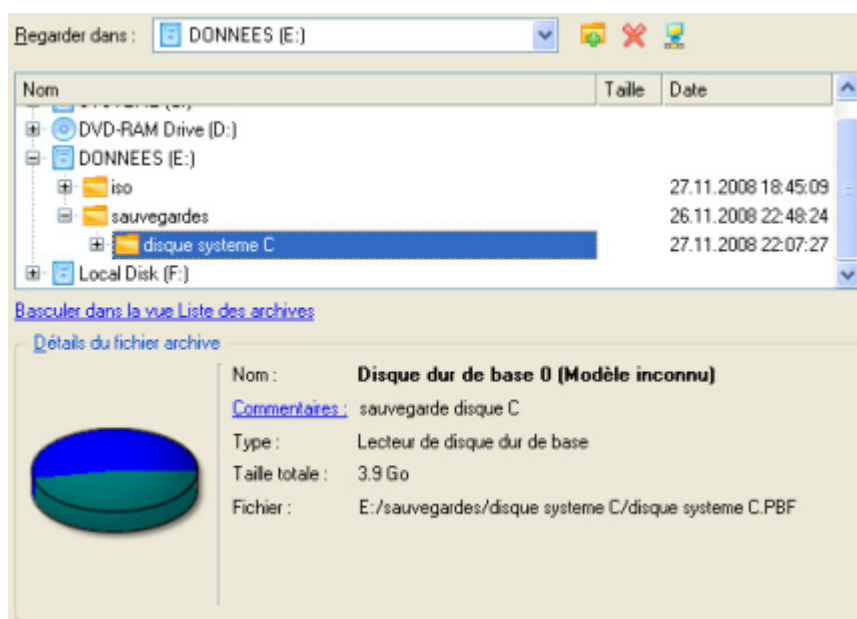 Regarder dans : DONNEES (E:)
Nom Taille Date
DVD-RAM Drive (D:)
DONNEES (E:)
iso 27.11.2008 18:45:09
sauvegardes 26.11.2008 22:48:24
disque systeme C 27.11.2008 22:07:27
Local Disk (F:)
Basculer dans la vue Liste des archives
Détails du fichier archive
Nom : Disque dur de base 0 (Modèle inconnu)
Commentaires : sauvegarde disque C
Type : Lecteur de disque dur de base
Taille totale : 3.9 Go
Fichier : E:/sauvegardes/disque systeme C/disque systeme C.PBF